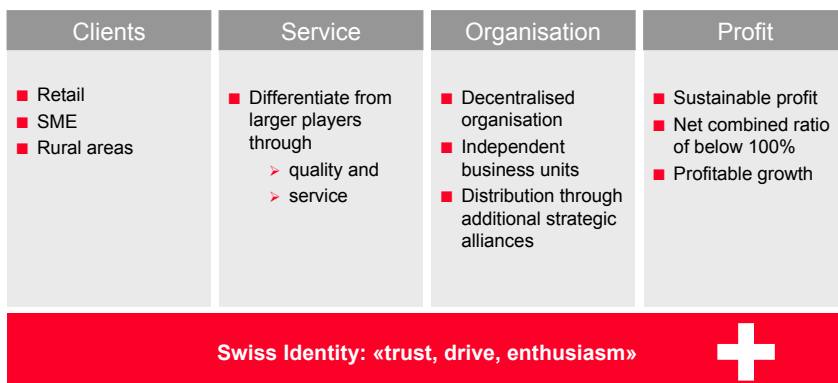 Clients
Retail
SME
Rural areas
Service
Differentiate from
larger players
through
quality and
service
Organisation
Decentralised
organisation
Independent
business units
Distribution through
additional strategic
alliances
Profit
Sustainable profit
Net combined ratio
of below 100%
Profitable growth
Swiss Identity: «trust, drive, enthusiasm»